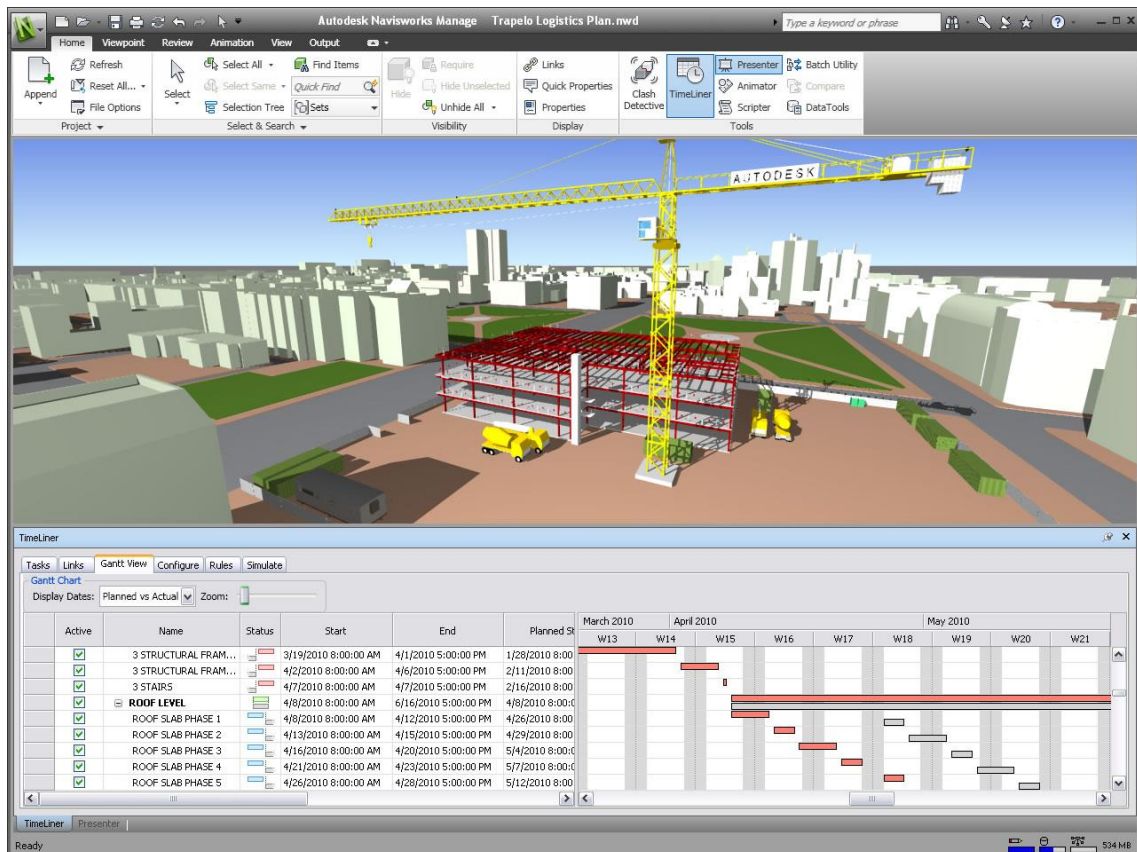 Autodesk Navisworks Manage Trapelo Logistics Plan.nwd
Type a keyword or phrase
Home Viewpoint Review Animation View Output
Append
Refresh
Reset All...
File Options
Project
Select
Select All
Select Same
Selection Tree
Find Items
Quick Find
Sets
Select & Search
Hide
Require
Hide Unselected
Unhide All
Visibility
Links
Quick Properties
Properties
Display
Clash Detective
TimeLiner
Presenter
Animator
Scripter
Batch Utility
Compare
DataTools
Tools
AUTODESK
TimeLiner
Tasks Links Gantt View Configure Rules Simulate
Gantt Chart
Display Dates: Planned vs Actual Zoom:
Active Name Status Start End Planned St
March 2010 April 2010 May 2010
W13 W14 W15 W16 W17 W18 W19 W20 W21
3 STRUCTURAL FRAM... 3/19/2010 8:00:00 AM 4/1/2010 5:00:00 PM 1/28/2010 8:00
3 STRUCTURAL FRAM... 4/2/2010 8:00:00 AM 4/6/2010 5:00:00 PM 2/11/2010 8:00
3 STAIRS 4/7/2010 8:00:00 AM 4/7/2010 5:00:00 PM 2/16/2010 8:00
ROOF LEVEL 4/8/2010 8:00:00 AM 6/16/2010 5:00:00 PM 4/8/2010 8:00:0
ROOF SLAB PHASE 1 4/8/2010 8:00:00 AM 4/12/2010 5:00:00 PM 4/26/2010 8:00
ROOF SLAB PHASE 2 4/13/2010 8:00:00 AM 4/15/2010 5:00:00 PM 4/29/2010 8:00
ROOF SLAB PHASE 3 4/16/2010 8:00:00 AM 4/20/2010 5:00:00 PM 5/4/2010 8:00:0
ROOF SLAB PHASE 4 4/21/2010 8:00:00 AM 4/23/2010 5:00:00 PM 5/7/2010 8:00:0
ROOF SLAB PHASE 5 4/26/2010 8:00:00 AM 4/28/2010 5:00:00 PM 5/12/2010 8:00
TimeLiner Presenter
Ready
534 MB